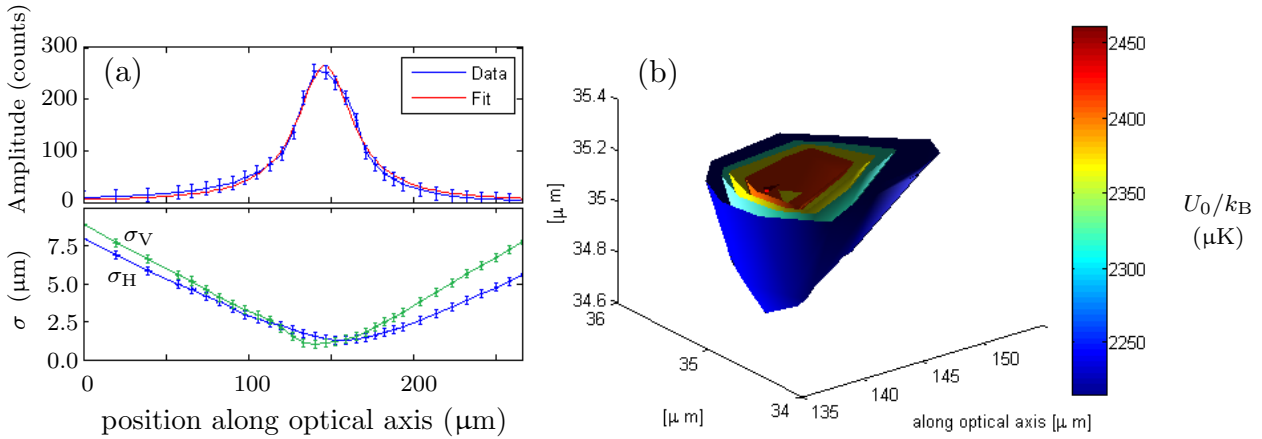 (a)
Amplitude (counts)
300
200
100
0
Data
Fit
σ (μm)
7.5
5.0
2.5
0.0
σV
σH
0
100
200
position along optical axis (μm)
(b)
[μ m]
35.4
35.2
35
34.8
34.6
36
35
34
[μ m]
135
140
145
150
along optical axis [μ m]
2450
2400
2350
2300
2250
U0/kB
(μK)